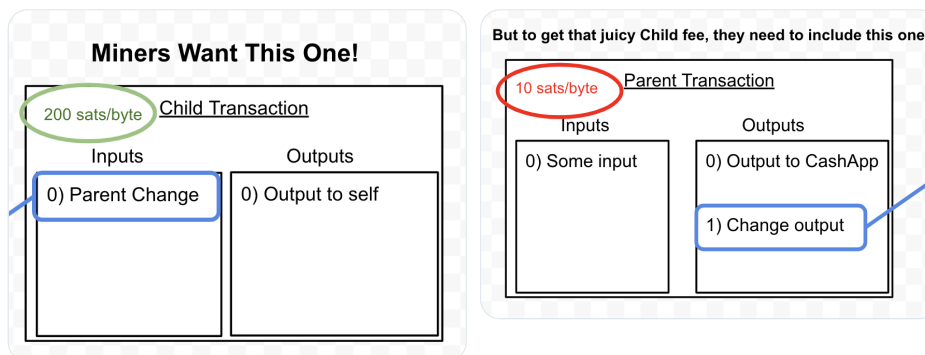 Miners Want This One!
200 sats/byte
Child Transaction
Inputs
Outputs
0) Parent Change
0) Output to self
But to get that juicy Child fee, they need to include this one
10 sats/byte
Parent Transaction
Inputs
Outputs
0) Some input
0) Output to CashApp
1) Change output